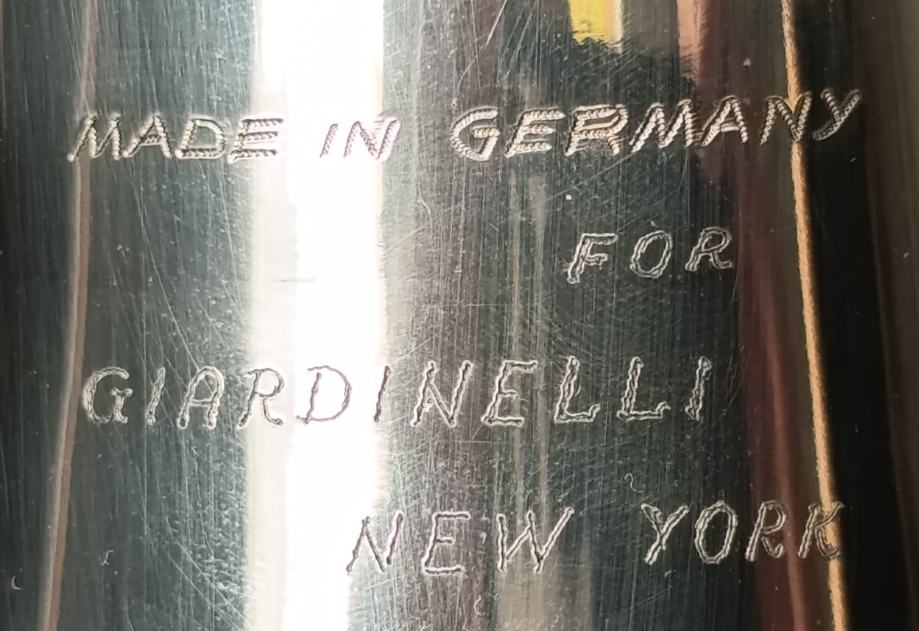 MADE IN GERMANY
FOR
GIARDINELLI
NEW YORK